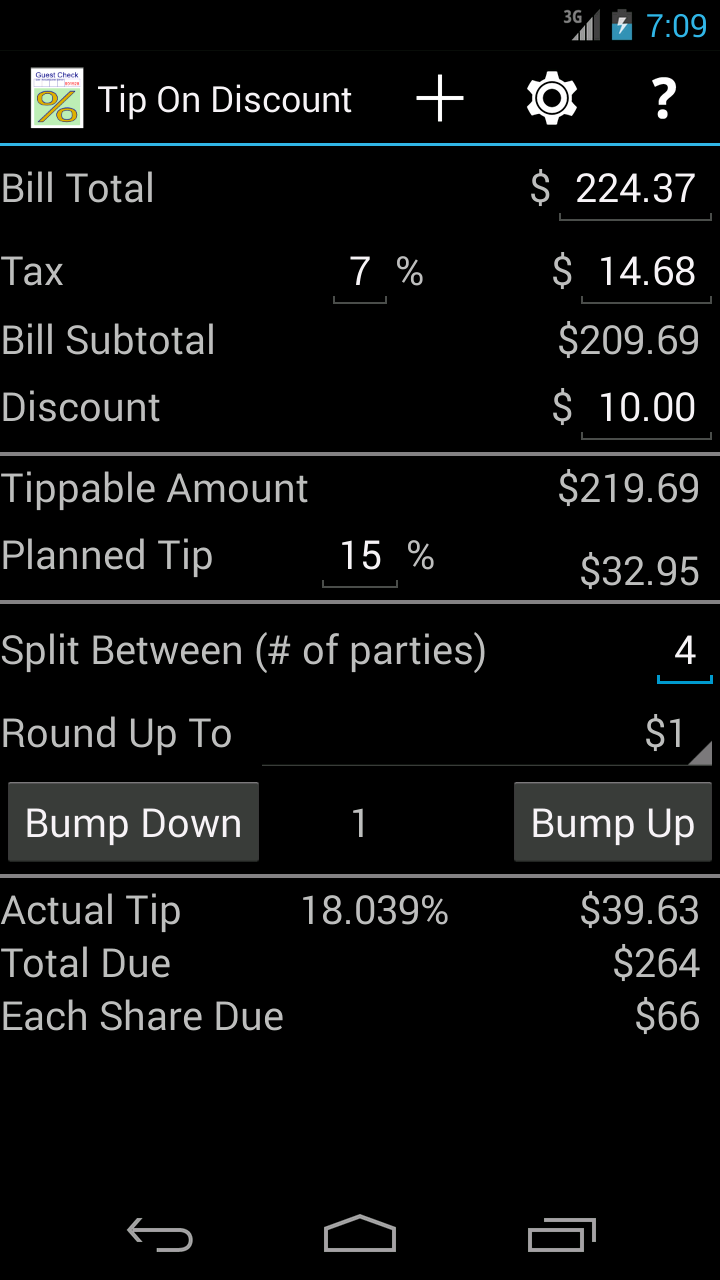 3G 7:09
Guest Check
Tip On Discount ?
Bill Total $ 224.37
Tax 7 % $ 14.68
Bill Subtotal $209.69
Discount $ 10.00
Tippable Amount $219.69
Planned Tip 15 % $32.95
Split Between (# of parties) 4
Round Up To $1
Bump Down 1 Bump Up
Actual Tip 18.039% $39.63
Total Due $264
Each Share Due $66